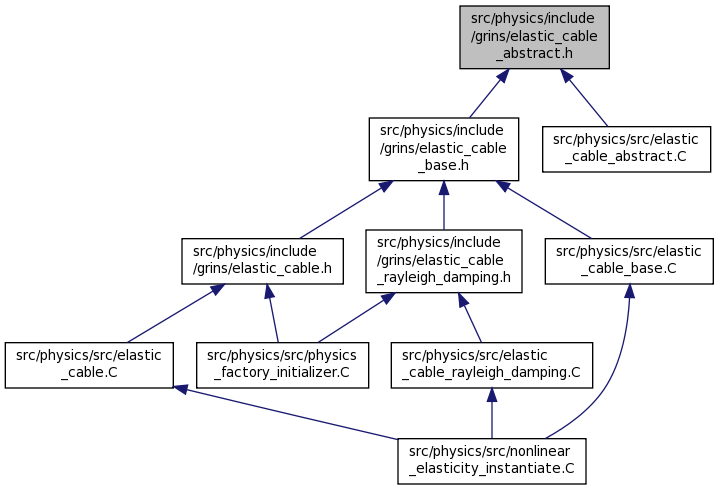 src/physics/include
/grins/elastic_cable
_abstract.h
src/physics/include
/grins/elastic_cable
_base.h
src/physics/src/elastic
_cable_abstract.C
src/physics/include
/grins/elastic_cable.h
src/physics/include
/grins/elastic_cable
_rayleigh_damping.h
src/physics/src/elastic
_cable_base.C
src/physics/src/elastic
_cable.C
src/physics/src/physics
_factory_initializer.C
src/physics/src/elastic
_cable_rayleigh_damping.C
src/physics/src/nonlinear
_elasticity_instantiate.C